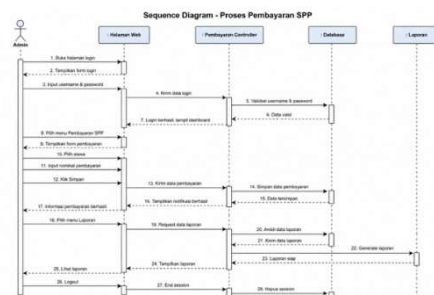 Sequence Diagram - Proses Pembayaran SPP
Admin
: Halaman Web
: Pembayaran Controller
: Database
: Laporan
1. Buka halaman login
2. Tampilkan form login
3. Input username & password
4. Kirim data login
5. Validasi username & password
6. Data valid
7. Login berhasil, tampil dashboard
8. Pilih menu Pembayaran SPP
9. Tampilkan form pembayaran
10. Pilih siswa
11. Input nominal pembayaran
12. Klik Simpan
13. Kirim data pembayaran
14. Simpan data pembayaran
15. Data tersimpan
16. Tampilkan notifikasi berhasil
17. Informasi pembayaran berhasil
18. Pilih menu Laporan
19. Request data laporan
20. Ambil data laporan
21. Kirim data laporan
22. Generate laporan
23. Laporan siap
24. Tampilkan laporan
25. Lihat laporan
26. Logout
27. End session
28. Hapus session